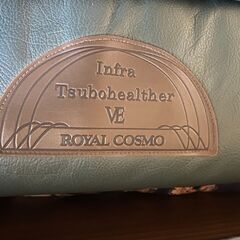 Infra
Tsubohealther
VE
ROYAL COSMO